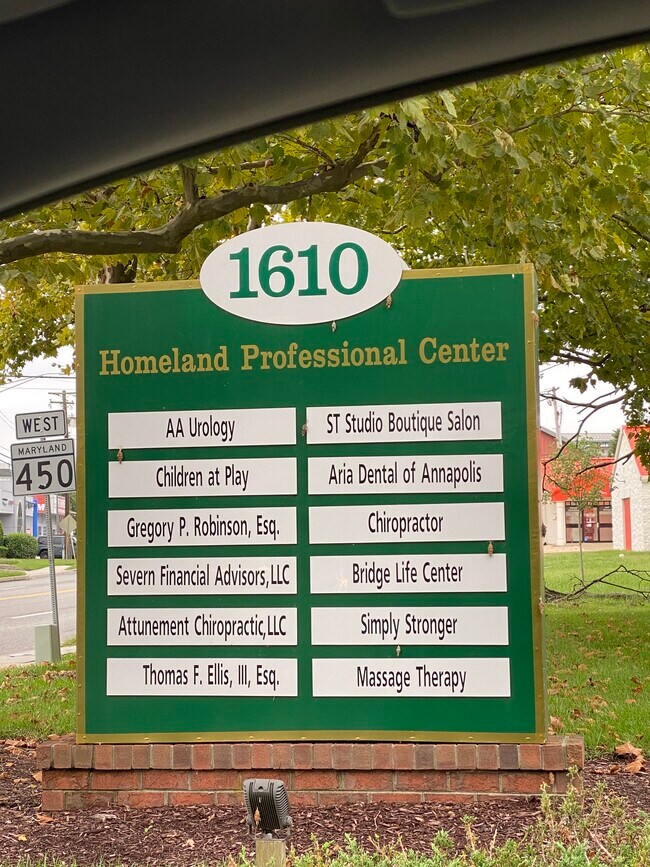 1610
Homeland Professional Center
AA Urology
Children at Play
Gregory P. Robinson, Esq.
Severn Financial Advisors, LLC
Attunement Chiropractic, LLC
Thomas F. Ellis, III, Esq.
ST Studio Boutique Salon
Aria Dental of Annapolis
Chiropractor
Bridge Life Center
Simply Stronger
Massage Therapy
WEST
MARYLAND
450